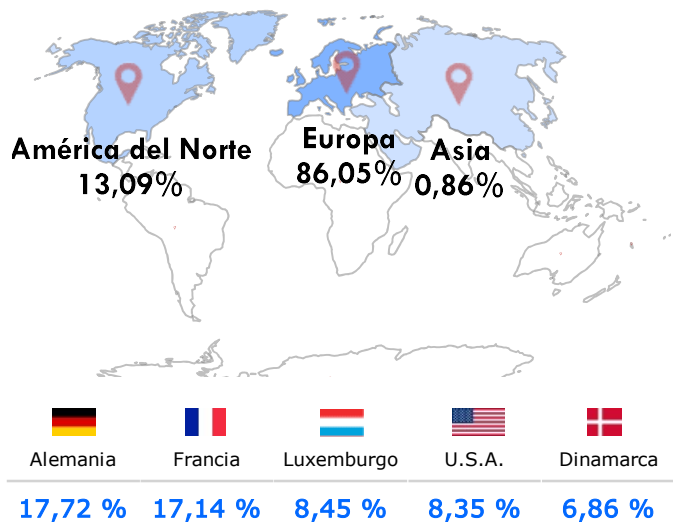 América del Norte
13,09%
Europa
86,05%
Asia
0,86%
Alemania Francia Luxemburgo U.S.A. Dinamarca
17,72 % 17,14 % 8,45 % 8,35 % 6,86 %